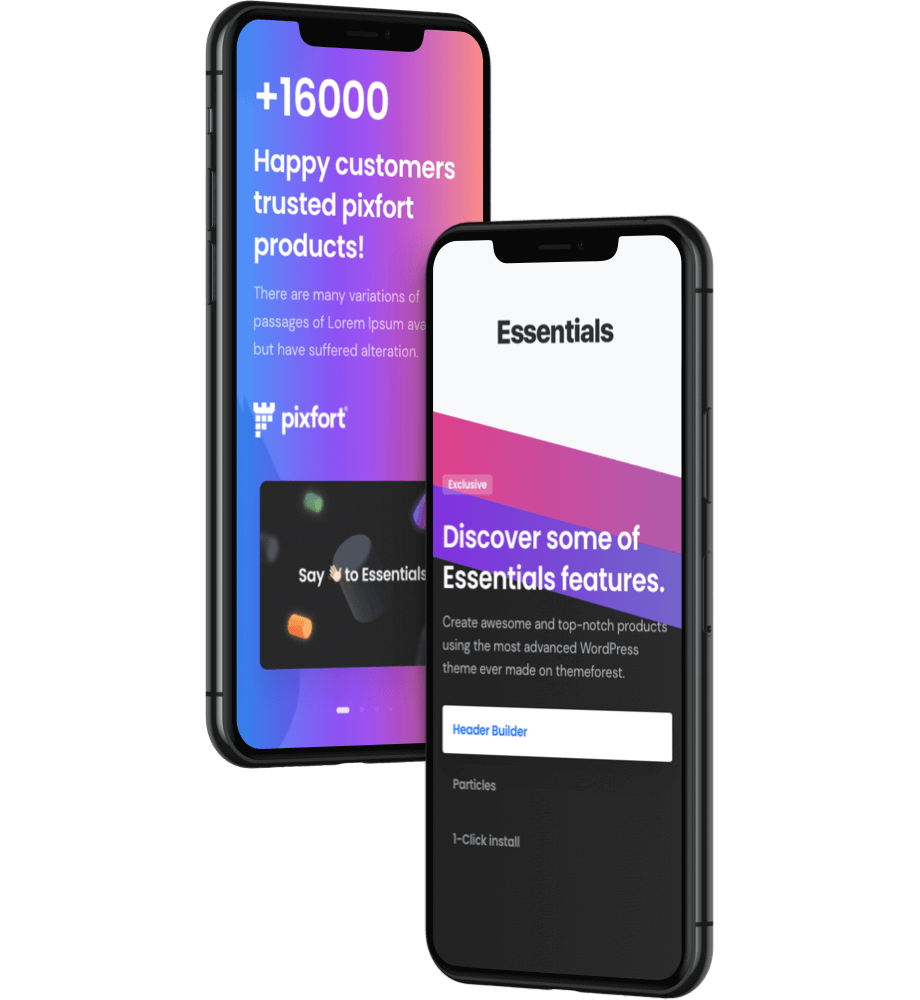 +16000
Happy customers
trusted pixfort
products!
There are many variations of
passages of Lorem Ipsum ava
but have suffered alteration.
pixfort
Say 👋🏻 to Essentials
Essentials
Exclusive
Discover some of
Essentials features.
Create awesome and top-notch products
using the most advanced WordPress
theme ever made on themeforest.
Header Builder
Particles
1-Click install